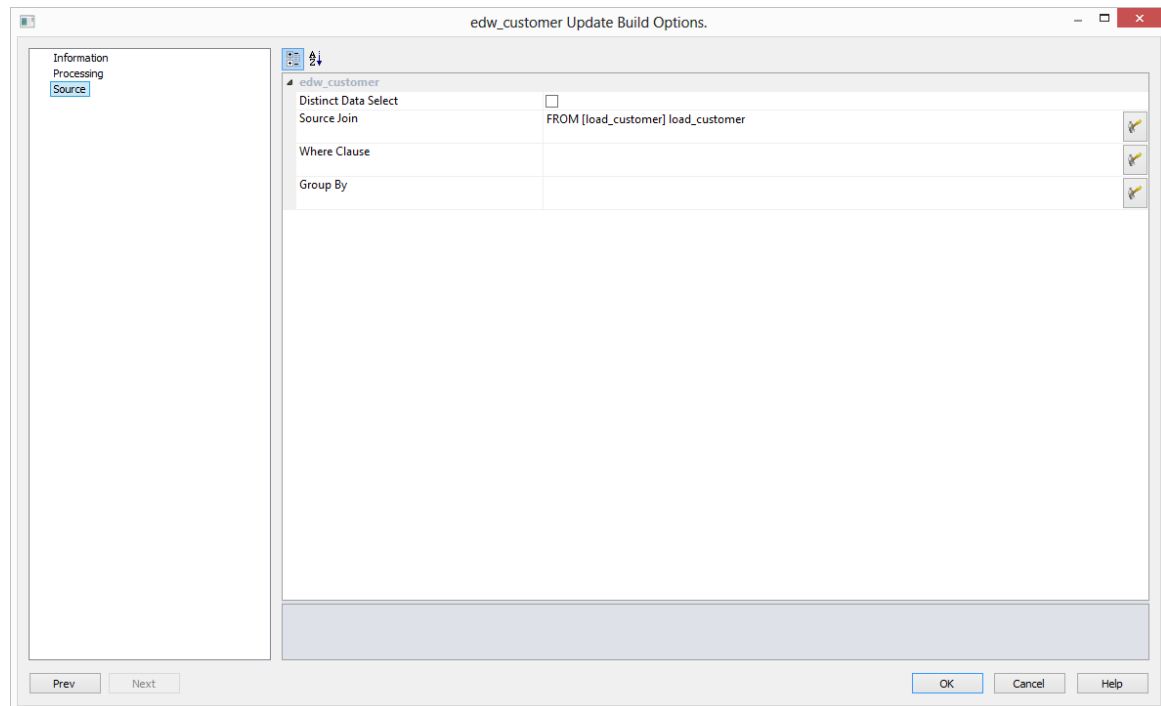 edw_customer Update Build Options.
Information
Processing
Source
edw_customer
Distinct Data Select
Source Join FROM [load_customer] load_customer
Where Clause
Group By
Prev Next OK Cancel Help